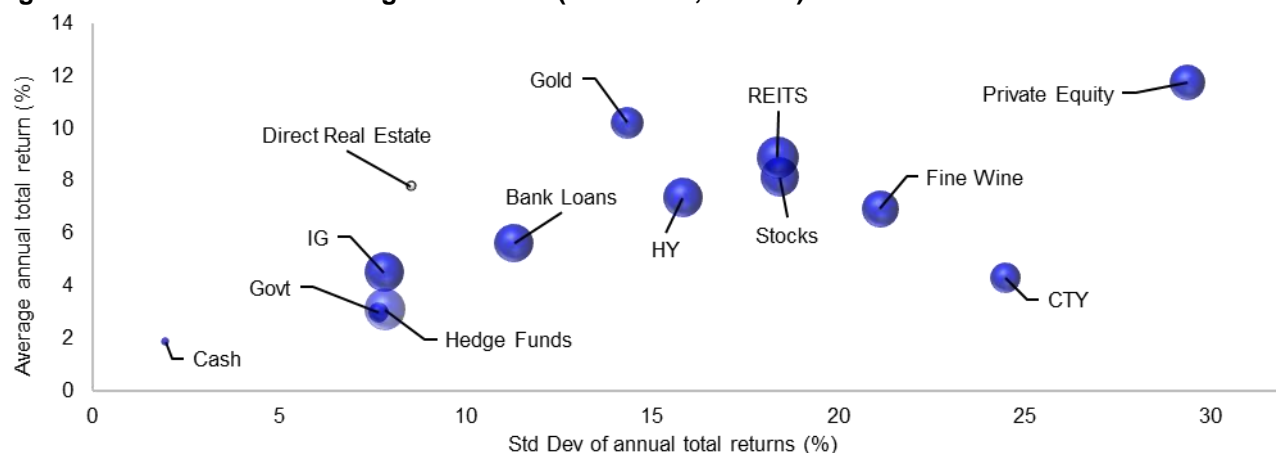 14
12
10
8
6
4
2
0
Average annual total return (%)
Gold
REITS
Private Equity
Direct Real Estate
Bank Loans
Fine Wine
IG
HY
Stocks
Govt
CTY
Hedge Funds
Cash
0 5 10 15 20 25 30
Std Dev of annual total returns (%)